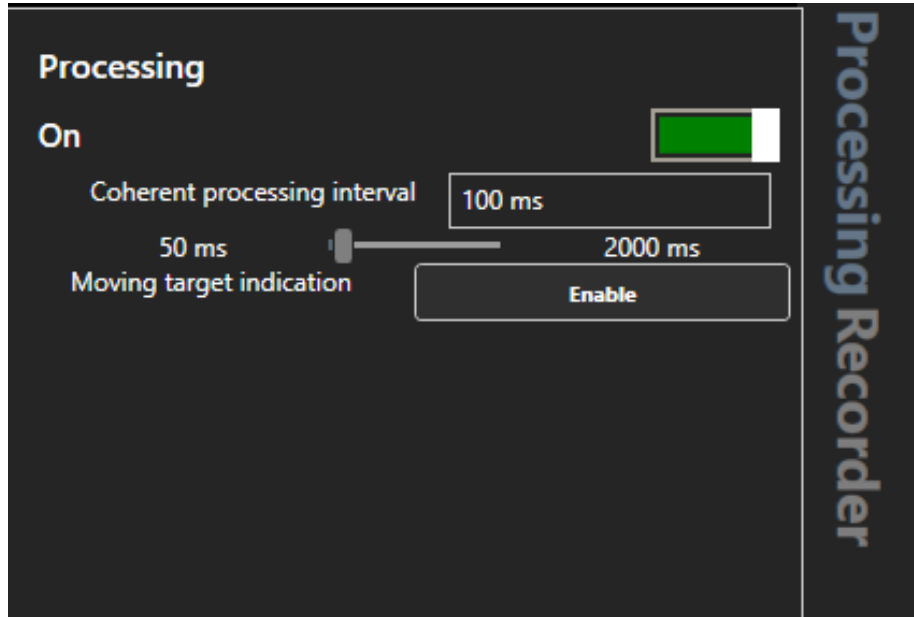 Processing
On
Coherent processing interval
100 ms
50 ms
2000 ms
Moving target indication
Enable
Processing Recorder